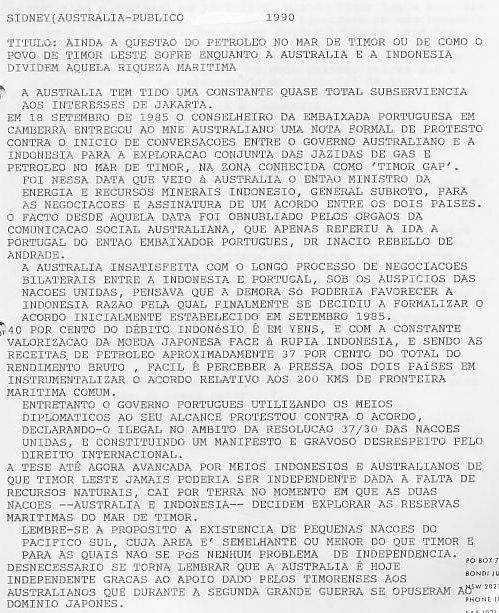 SIDNEY(AUSTRALIA-PUBLICO 1990
TITULO: AINDA A QUESTAO DO PETROLEO NO MAR DE TIMOR OU DE COMO O
POVO DE TIMOR LESTE SOFRE ENQUANTO A AUSTRALIA E A INDONESIA
DIVIDEM AQUELA RIQUEZA MARITIMA
A AUSTRALIA TEM TIDO UMA CONSTANTE QUASE TOTAL SUBSERVIENCIA
AOS INTERESSES DE JAKARTA.
EM 18 SETEMBRO DE 1985 O CONSELHEIRO DA EMBAIXADA PORTUGUESA EM
CAMBERRA ENTREGOU AO MNE AUSTRALIANO UMA NOTA FORMAL DE PROTESTO
CONTRA O INICIO DE CONVERSACOES ENTRE O GOVERNO AUSTRALIANO E A
INDONESIA PARA A EXPLORACAO CONJUNTA DAS JAZIDAS DE GAS E
PETROLEO NO MAR DE TIMOR, NA ZONA CONHECIDA COMO 'TIMOR GAP'.
FOI NESSA DATA QUE VEIO à AUSTRALIA O ENTAO MINISTRO DA
ENERGIA E RECURSOS MINERAIS INDONESIO, GENERAL SUBROTO, PARA
AS NEGOCIACOES E ASSINATURA DE UM ACORDO ENTRE OS DOIS PAISES.
O FACTO DESDE AQUELA DATA FOI OBNUBLIADO PELOS ORGAOS DA
COMUNICACAO SOCIAL AUSTRALIANA, QUE APENAS REFERIU A IDA A
PORTUGAL DO ENTAO EMBAIXADOR PORTUGUES, DR INACIO REBELLO DE
ANDRADE.
A AUSTRALIA INSATISFEITA COM O LONGO PROCESSO DE NEGOCIACOES
BILATERAIS ENTRE A INDONESIA E PORTUGAL, SOB OS AUSPICIOS DAS
NACOES UNIDAS, PENSAVA QUE A DEMORA Só PODERIA FAVORECER A
INDONESIA RAZAO PELA QUAL FINALMENTE SE DECIDIU A FORMALIZAR O
ACORDO INICIALMENTE ESTABELECIDO EM SETEMBRO 1985.
40 POR CENTO DO DÉBITO INDONéSIO É EM YENS, E COM A CONSTANTE
VALORIZACAO DA MOEDA JAPONESA FACE à RUPIA INDONESIA, E SENDO AS
RECEITAS DE PETROLEO APROXIMADAMENTE 37 POR CENTO DO TOTAL DO
RENDIMENTO BRUTO , FACIL É PERCEBER A PRESSA DOS DOIS PAíSES EM
INSTRUMENTALIZAR O ACORDO RELATIVO AOS 200 KMS DE FRONTEIRA
MARITIMA COMUM.
ENTRETANTO O GOVERNO PORTUGUES UTILIZANDO OS MEIOS
DIPLOMATICOS AO SEU ALCANCE PROTESTOU CONTRA O ACORDO,
DECLARANDO-O ILEGAL NO AMBITO DA RESOLUCAO 37/30 DAS NACOES
UNIDAS, E CONSTITUINDO UM MANIFESTO E GRAVOSO DESRESPEITO PELO
DIREITO INTERNACIONAL.
A TESE ATÉ AGORA AVANCADA POR MEIOS INDONESIOS E AUSTRALIANOS DE
QUE TIMOR LESTE JAMAIS PODERIA SER INDEPENDENTE DADA A FALTA DE
RECURSOS NATURAIS, CAI POR TERRA NO MOMENTO EM QUE AS DUAS
NACOES --AUSTRALIA E INDONESIA-- DECIDEM EXPLORAR AS RESERVAS
MARITIMAS DO MAR DE TIMOR.
LEMBRE-SE A PROPOSITO A EXISTENCIA DE PEQUENAS NACOES DO
PACIFICO SUL, CUJA AREA E' SEMELHANTE OU MENOR DO QUE TIMOR E
PARA AS QUAIS NAO SE PoS NENHUM PROBLEMA DE INDEPENDENCIA.
DESNECESSARIO SE TORNA LEMBRAR QUE A AUSTRALIA É HOJE
INDEPENDENTE GRACAS AO APOIO DADO PELOS TIMORENSES AOS
AUSTRALIANOS QUE DURANTE A SEGUNDA GRANDE GUERRA SE OPUSERAM AO
DOMINIO JAPONES.
PO BOX 7
BONDI JU
NSW 202
PHONE